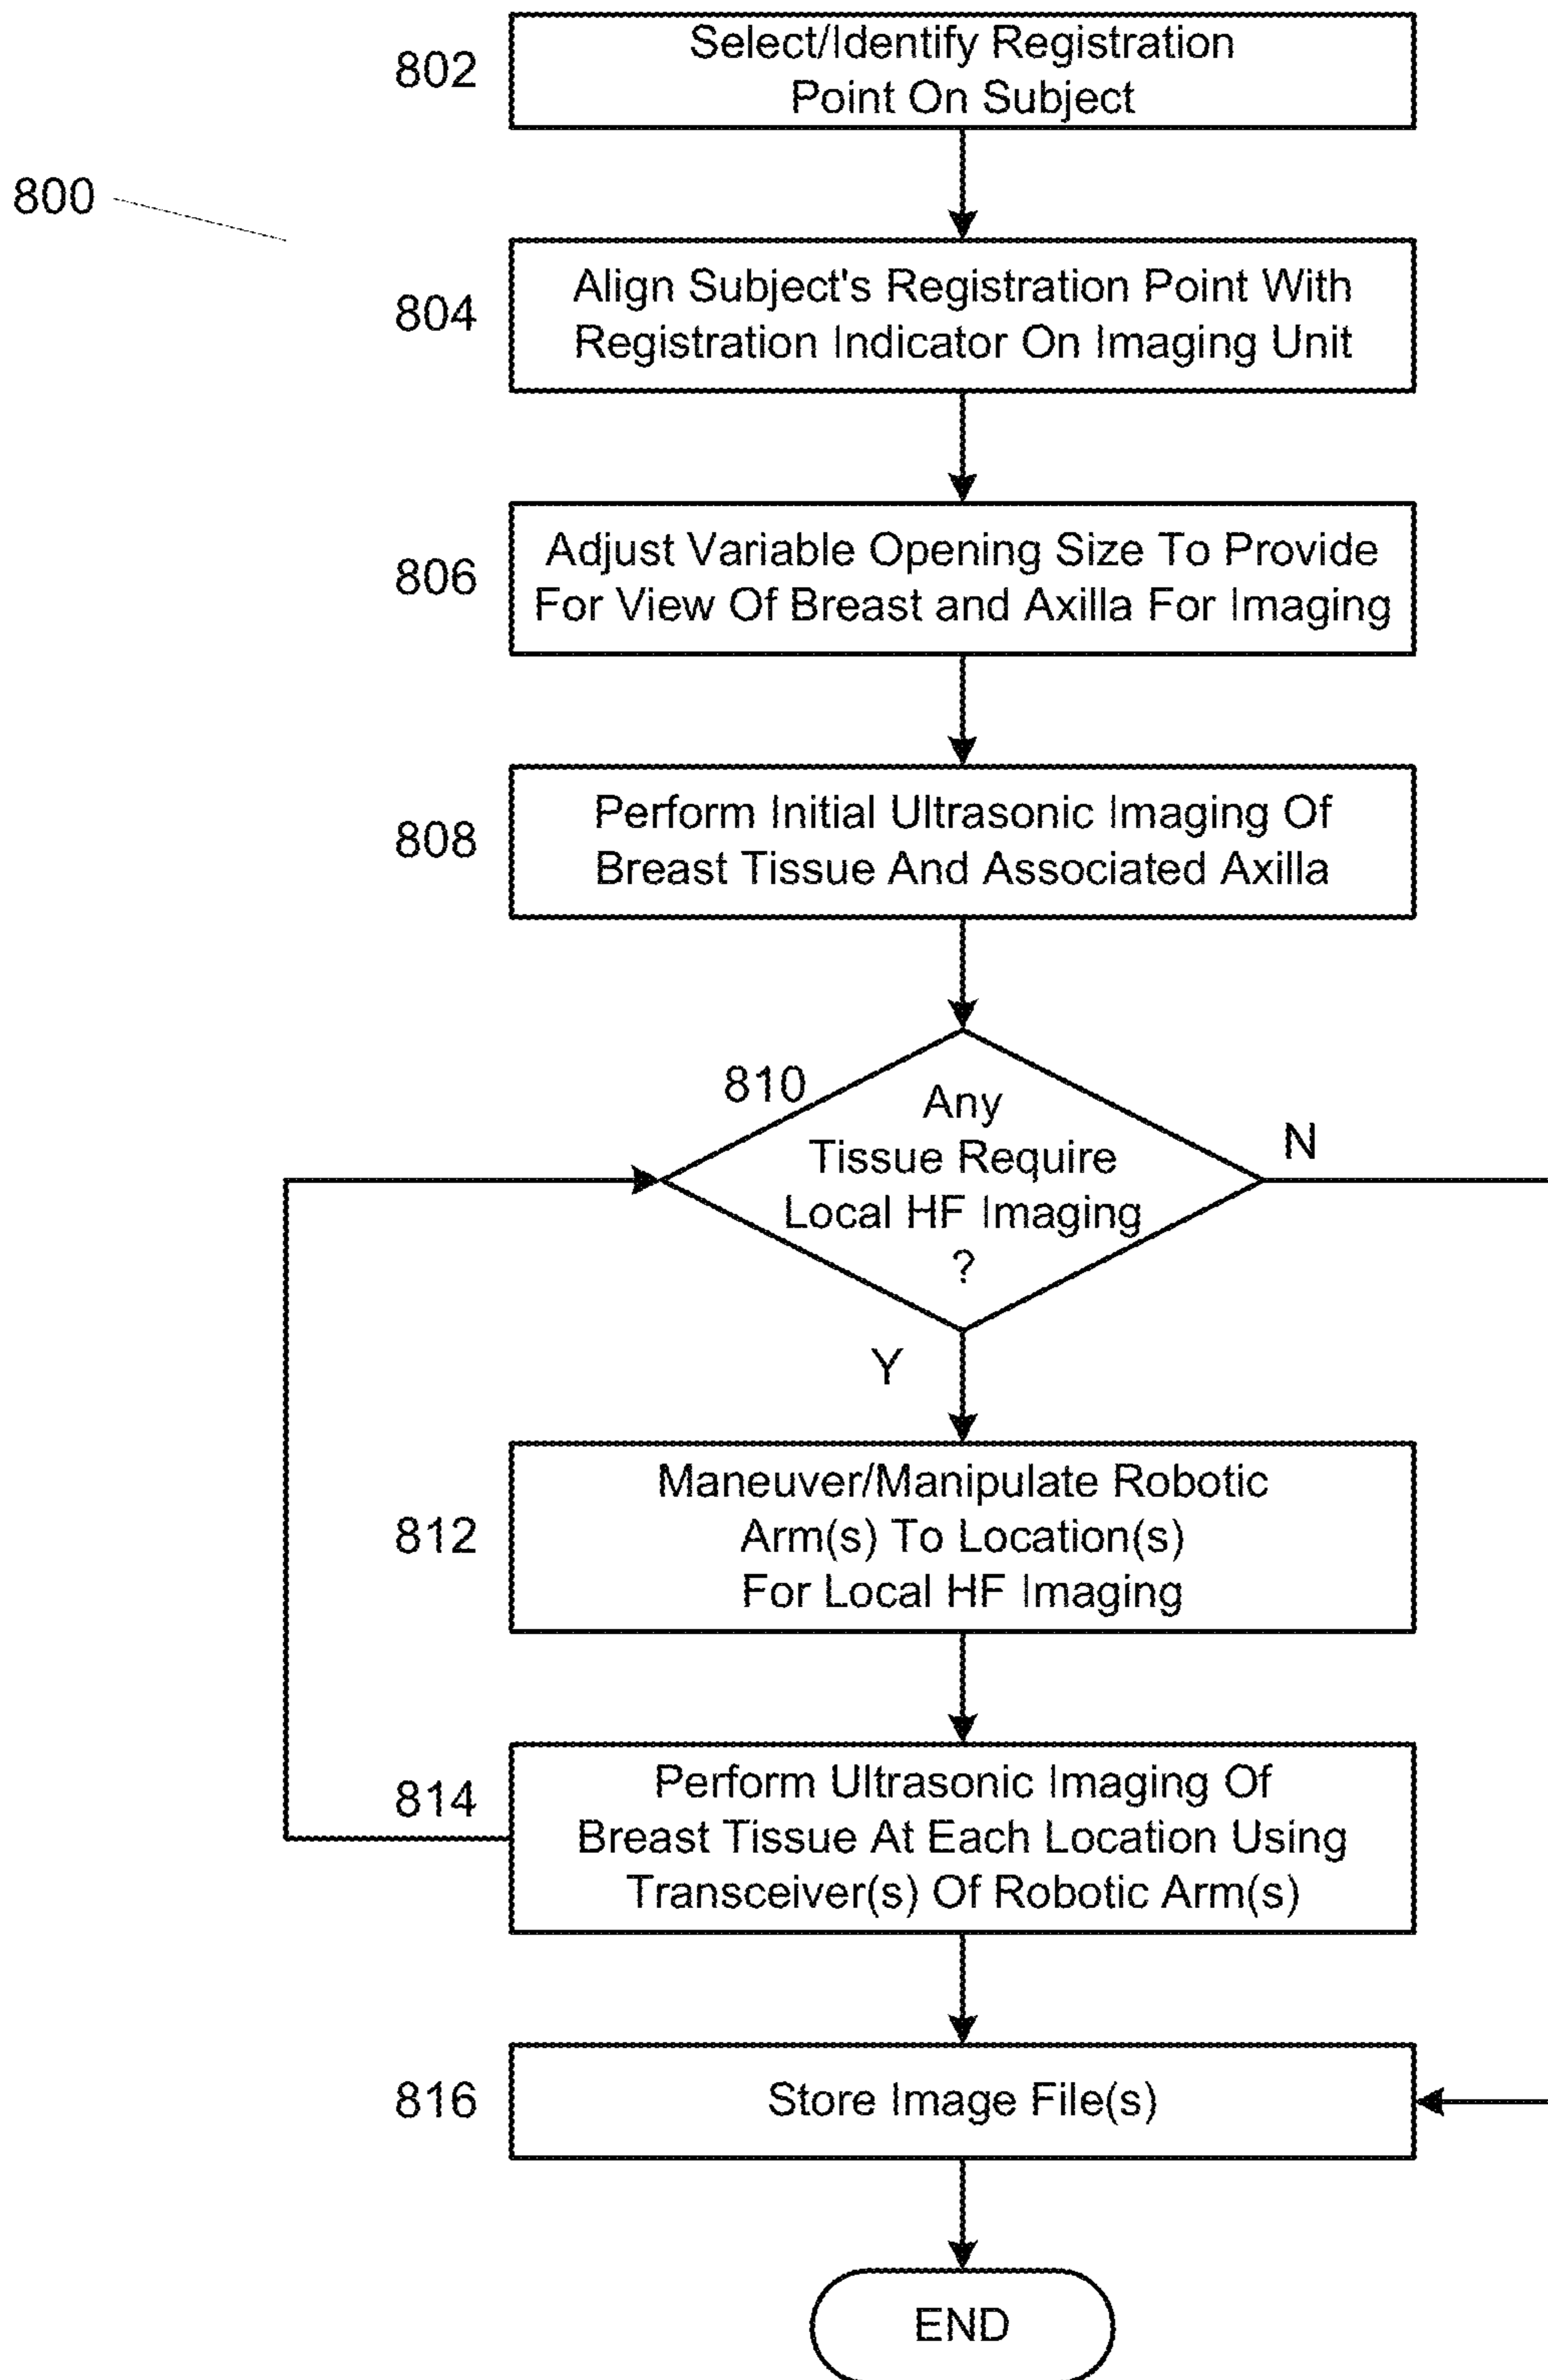 802
Select/Identify Registration
Point On Subject
800
804
Align Subject's Registration Point With
Registration Indicator On Imaging Unit
806
Adjust Variable Opening Size To Provide
For View Of Breast and Axilla For Imaging
808
Perform Initial Ultrasonic Imaging Of
Breast Tissue And Associated Axilla
810
Any
Tissue Require
Local HF Imaging
?
N
Y
812
Maneuver/Manipulate Robotic
Arm(s) To Location(s)
For Local HF Imaging
814
Perform Ultrasonic Imaging Of
Breast Tissue At Each Location Using
Transceiver(s) Of Robotic Arm(s)
816
Store Image File(s)
END